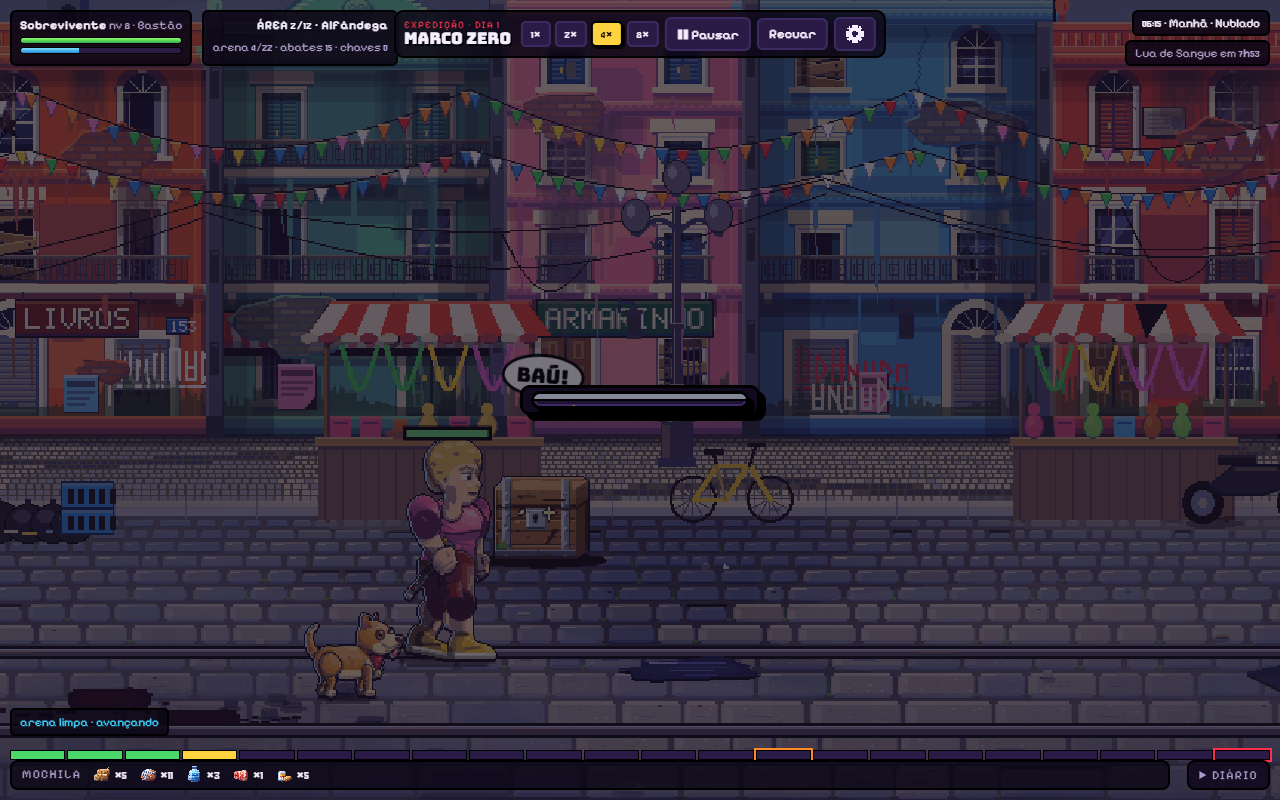 Sobrevivente nv 8 · Bastão
ÁREA 2/12 · Alfândega
arena 4/22 · abates 15 · chaves 0
EXPEDIÇÃO · DIA 1
MARCO ZERO
1×
2×
4×
8×
Pausar
Recuar
05:15 · Manhã · Nublado
Lua de Sangue em 7h53
LIVROS
153
BAÚ!
arena limpa · avançando
MOCHILA
×5
×11
×3
×1
×5
▶ DIÁRIO